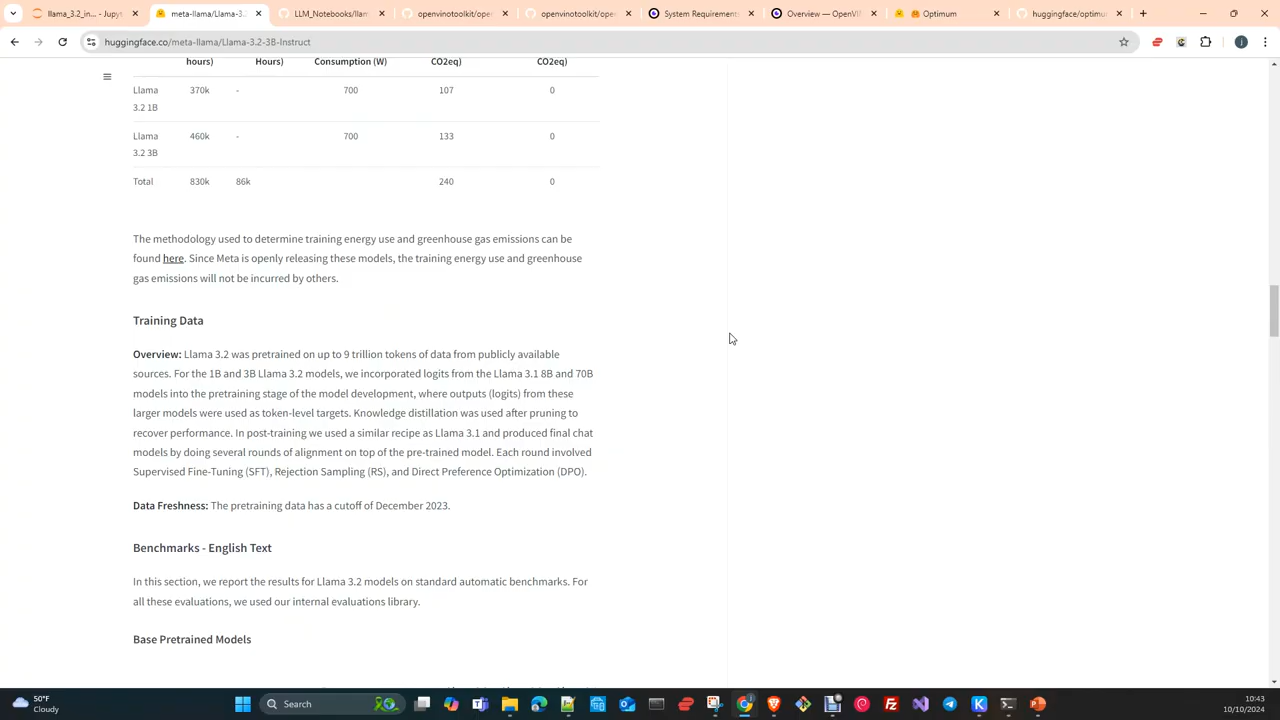 llama_3.2_in... - Jupyt
meta-llama/Llama-3.2-
LLM_Notebooks/llam
openvinotoolkit/ope
openvinotoolkit/ope
System Requirements
Overview — OpenVI
Optimum
huggingface/optimu
huggingface.co/meta-llama/Llama-3.2-3B-Instruct
hours) Hours) Consumption (W) CO2eq) CO2eq)
Llama 370k - 700 107 0
3.2 1B
Llama 460k - 700 133 0
3.2 3B
Total 830k 86k 240 0
The methodology used to determine training energy use and greenhouse gas emissions can be
found here. Since Meta is openly releasing these models, the training energy use and greenhouse
gas emissions will not be incurred by others.
Training Data
Overview: Llama 3.2 was pretrained on up to 9 trillion tokens of data from publicly available
sources. For the 1B and 3B Llama 3.2 models, we incorporated logits from the Llama 3.1 8B and 70B
models into the pretraining stage of the model development, where outputs (logits) from these
larger models were used as token-level targets. Knowledge distillation was used after pruning to
recover performance. In post-training we used a similar recipe as Llama 3.1 and produced final chat
models by doing several rounds of alignment on top of the pre-trained model. Each round involved
Supervised Fine-Tuning (SFT), Rejection Sampling (RS), and Direct Preference Optimization (DPO).
Data Freshness: The pretraining data has a cutoff of December 2023.
Benchmarks - English Text
In this section, we report the results for Llama 3.2 models on standard automatic benchmarks. For
all these evaluations, we used our internal evaluations library.
Base Pretrained Models
50°F
Cloudy
Search
10:43
10/10/2024